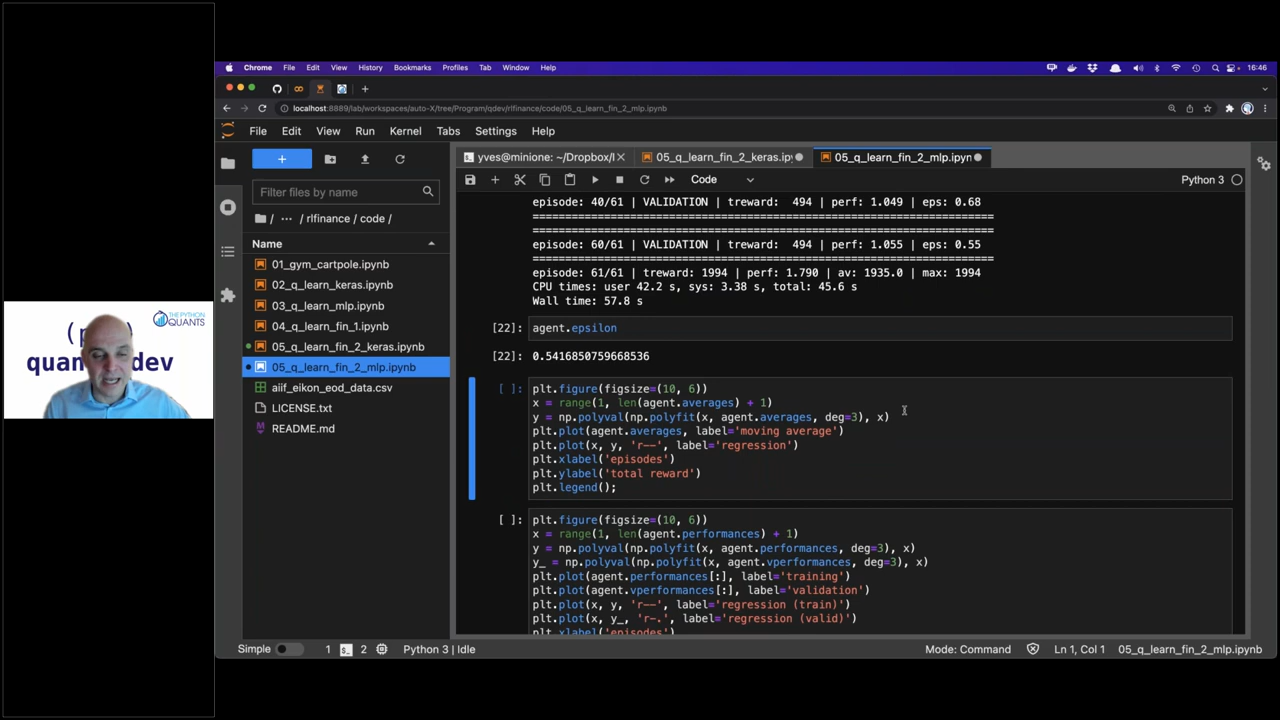 Chrome File Edit View History Bookmarks Profiles Tab Window Help 16:46
localhost:8889/lab/workspaces/auto-X/tree/Program/qdev/rlfinance/code/05_q_learn_fin_2_mlp.ipynb
File Edit View Run Kernel Tabs Settings Help
+
yves@minione: ~/Dropbox/I
05_q_learn_fin_2_keras.ipy
05_q_learn_fin_2_mlp.ipyn
Filter files by name
Code
Python 3
/ ··· / rlfinance / code /
Name
01_gym_cartpole.ipynb
02_q_learn_keras.ipynb
03_q_learn_mlp.ipynb
04_q_learn_fin_1.ipynb
05_q_learn_fin_2_keras.ipynb
05_q_learn_fin_2_mlp.ipynb
aiif_eikon_eod_data.csv
LICENSE.txt
README.md
episode: 40/61 | VALIDATION | treward: 494 | perf: 1.049 | eps: 0.68
==================================================================
==================================================================
episode: 60/61 | VALIDATION | treward: 494 | perf: 1.055 | eps: 0.55
==================================================================
episode: 61/61 | treward: 1994 | perf: 1.790 | av: 1935.0 | max: 1994
CPU times: user 42.2 s, sys: 3.38 s, total: 45.6 s
Wall time: 57.8 s
[22]: agent.epsilon
[22]: 0.5416850759668536
[ ]: plt.figure(figsize=(10, 6))
x = range(1, len(agent.averages) + 1)
y = np.polyval(np.polyfit(x, agent.averages, deg=3), x)
plt.plot(agent.averages, label='moving average')
plt.plot(x, y, 'r--', label='regression')
plt.xlabel('episodes')
plt.ylabel('total reward')
plt.legend();
[ ]: plt.figure(figsize=(10, 6))
x = range(1, len(agent.performances) + 1)
y = np.polyval(np.polyfit(x, agent.performances, deg=3), x)
y_ = np.polyval(np.polyfit(x, agent.vperformances, deg=3), x)
plt.plot(agent.performances[:], label='training')
plt.plot(agent.vperformances[:], label='validation')
plt.plot(x, y, 'r--', label='regression (train)')
plt.plot(x, y_, 'r-.', label='regression (valid)')
plt.xlabel('episodes')
Simple 1 2 Python 3 | Idle Mode: Command Ln 1, Col 1 05_q_learn_fin_2_mlp.ipynb
THE PYTHON
QUANTS
quan dev